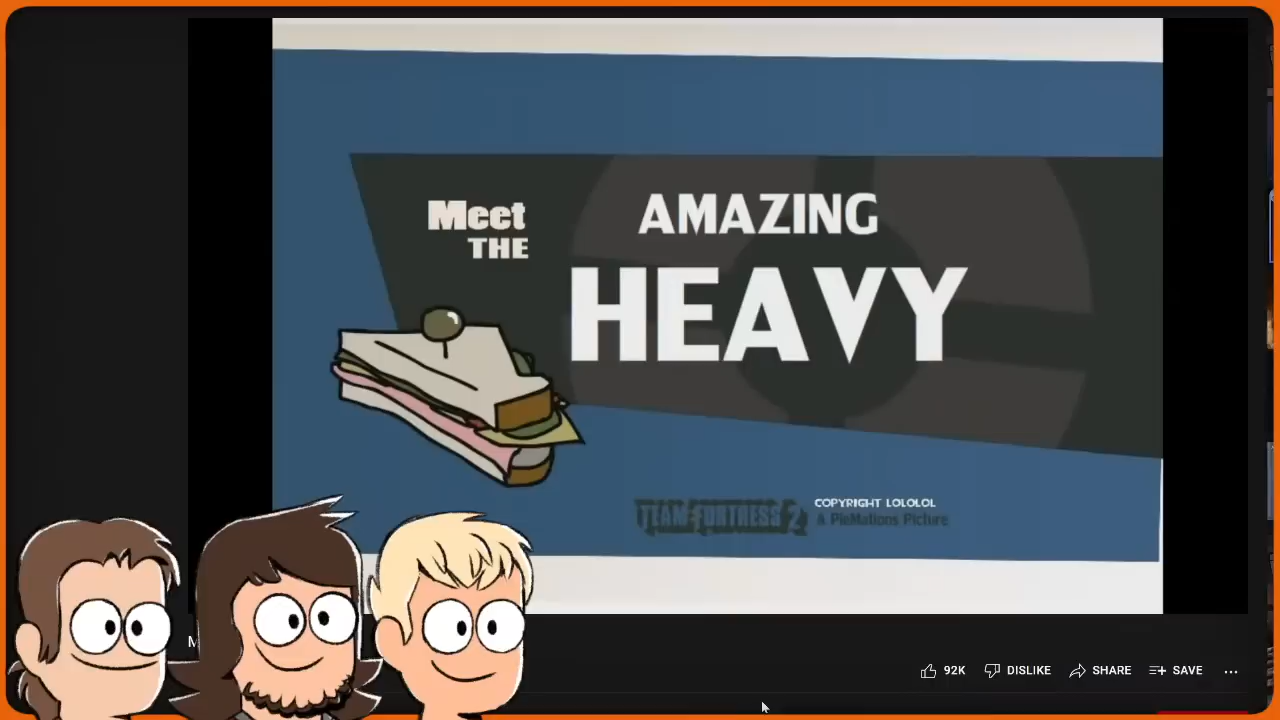 Meet
THE
AMAZING
HEAVY
TEAM FORTRESS 2
COPYRIGHT LOLOLOL
A PieMations Picture
M
92K
DISLIKE
SHARE
SAVE